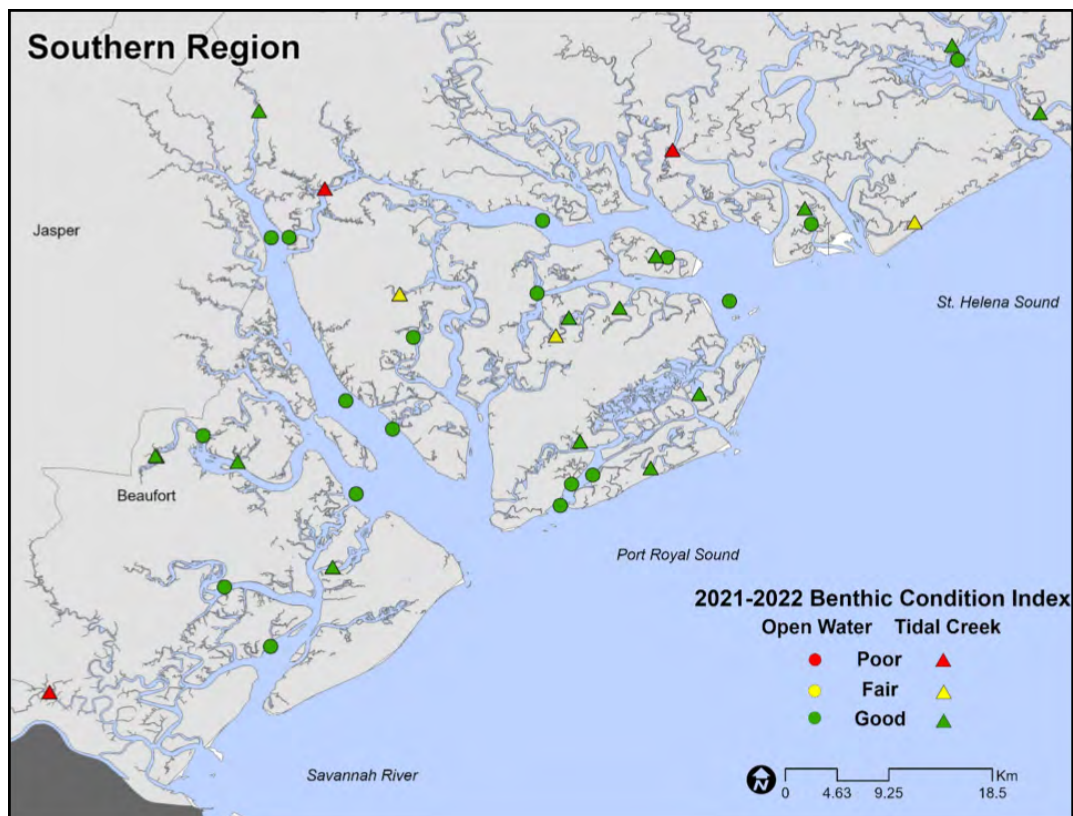 Southern Region
Jasper
St. Helena Sound
Beaufort
Port Royal Sound
2021-2022 Benthic Condition Index
Open Water Tidal Creek
Poor
Fair
Good
Savannah River
N
Km
0 4.63 9.25 18.5